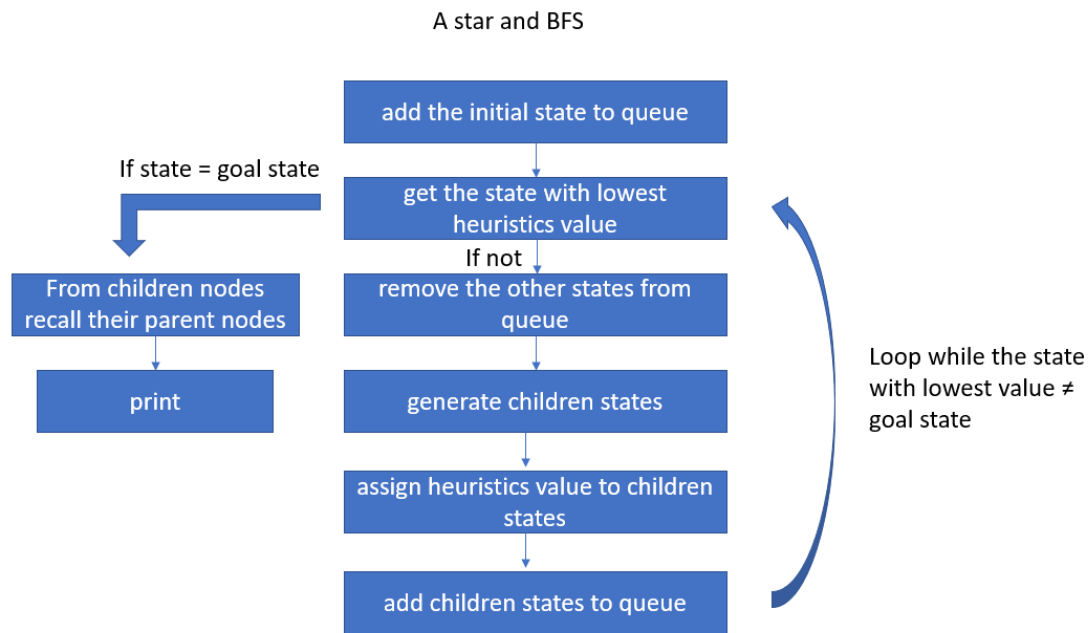 A star and BFS
add the initial state to queue
If state = goal state
get the state with lowest
heuristics value
If not
From children nodes
recall their parent nodes
remove the other states from
queue
print
generate children states
Loop while the state
with lowest value ≠
goal state
assign heuristics value to children
states
add children states to queue